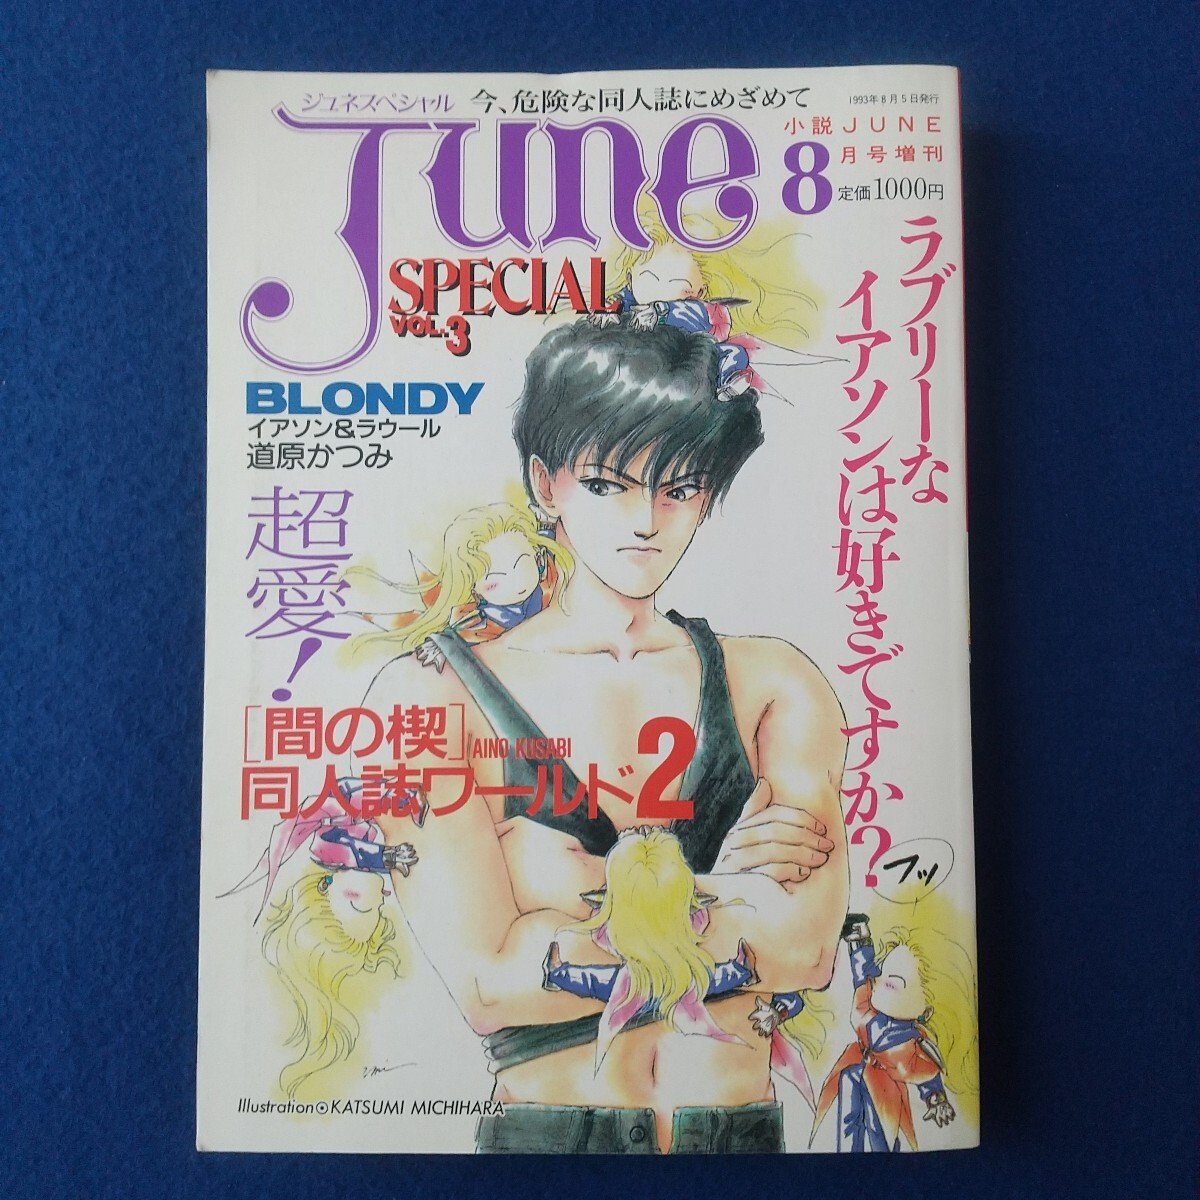 ジュネスペシャル
今、危険な同人誌にめざめて
1993年8月5日発行
June
小説JUNE
8月号増刊
定価1000円
SPECIAL
VOL.3
BLONDY
イアソン&ラウール
道原かつみ
超愛!
ラブリーな
イアソンは好きですか?
フッ
[間の楔]
AINO KUSABI
同人誌ワールド2
Illustration⊙KATSUMI MICHIHARA